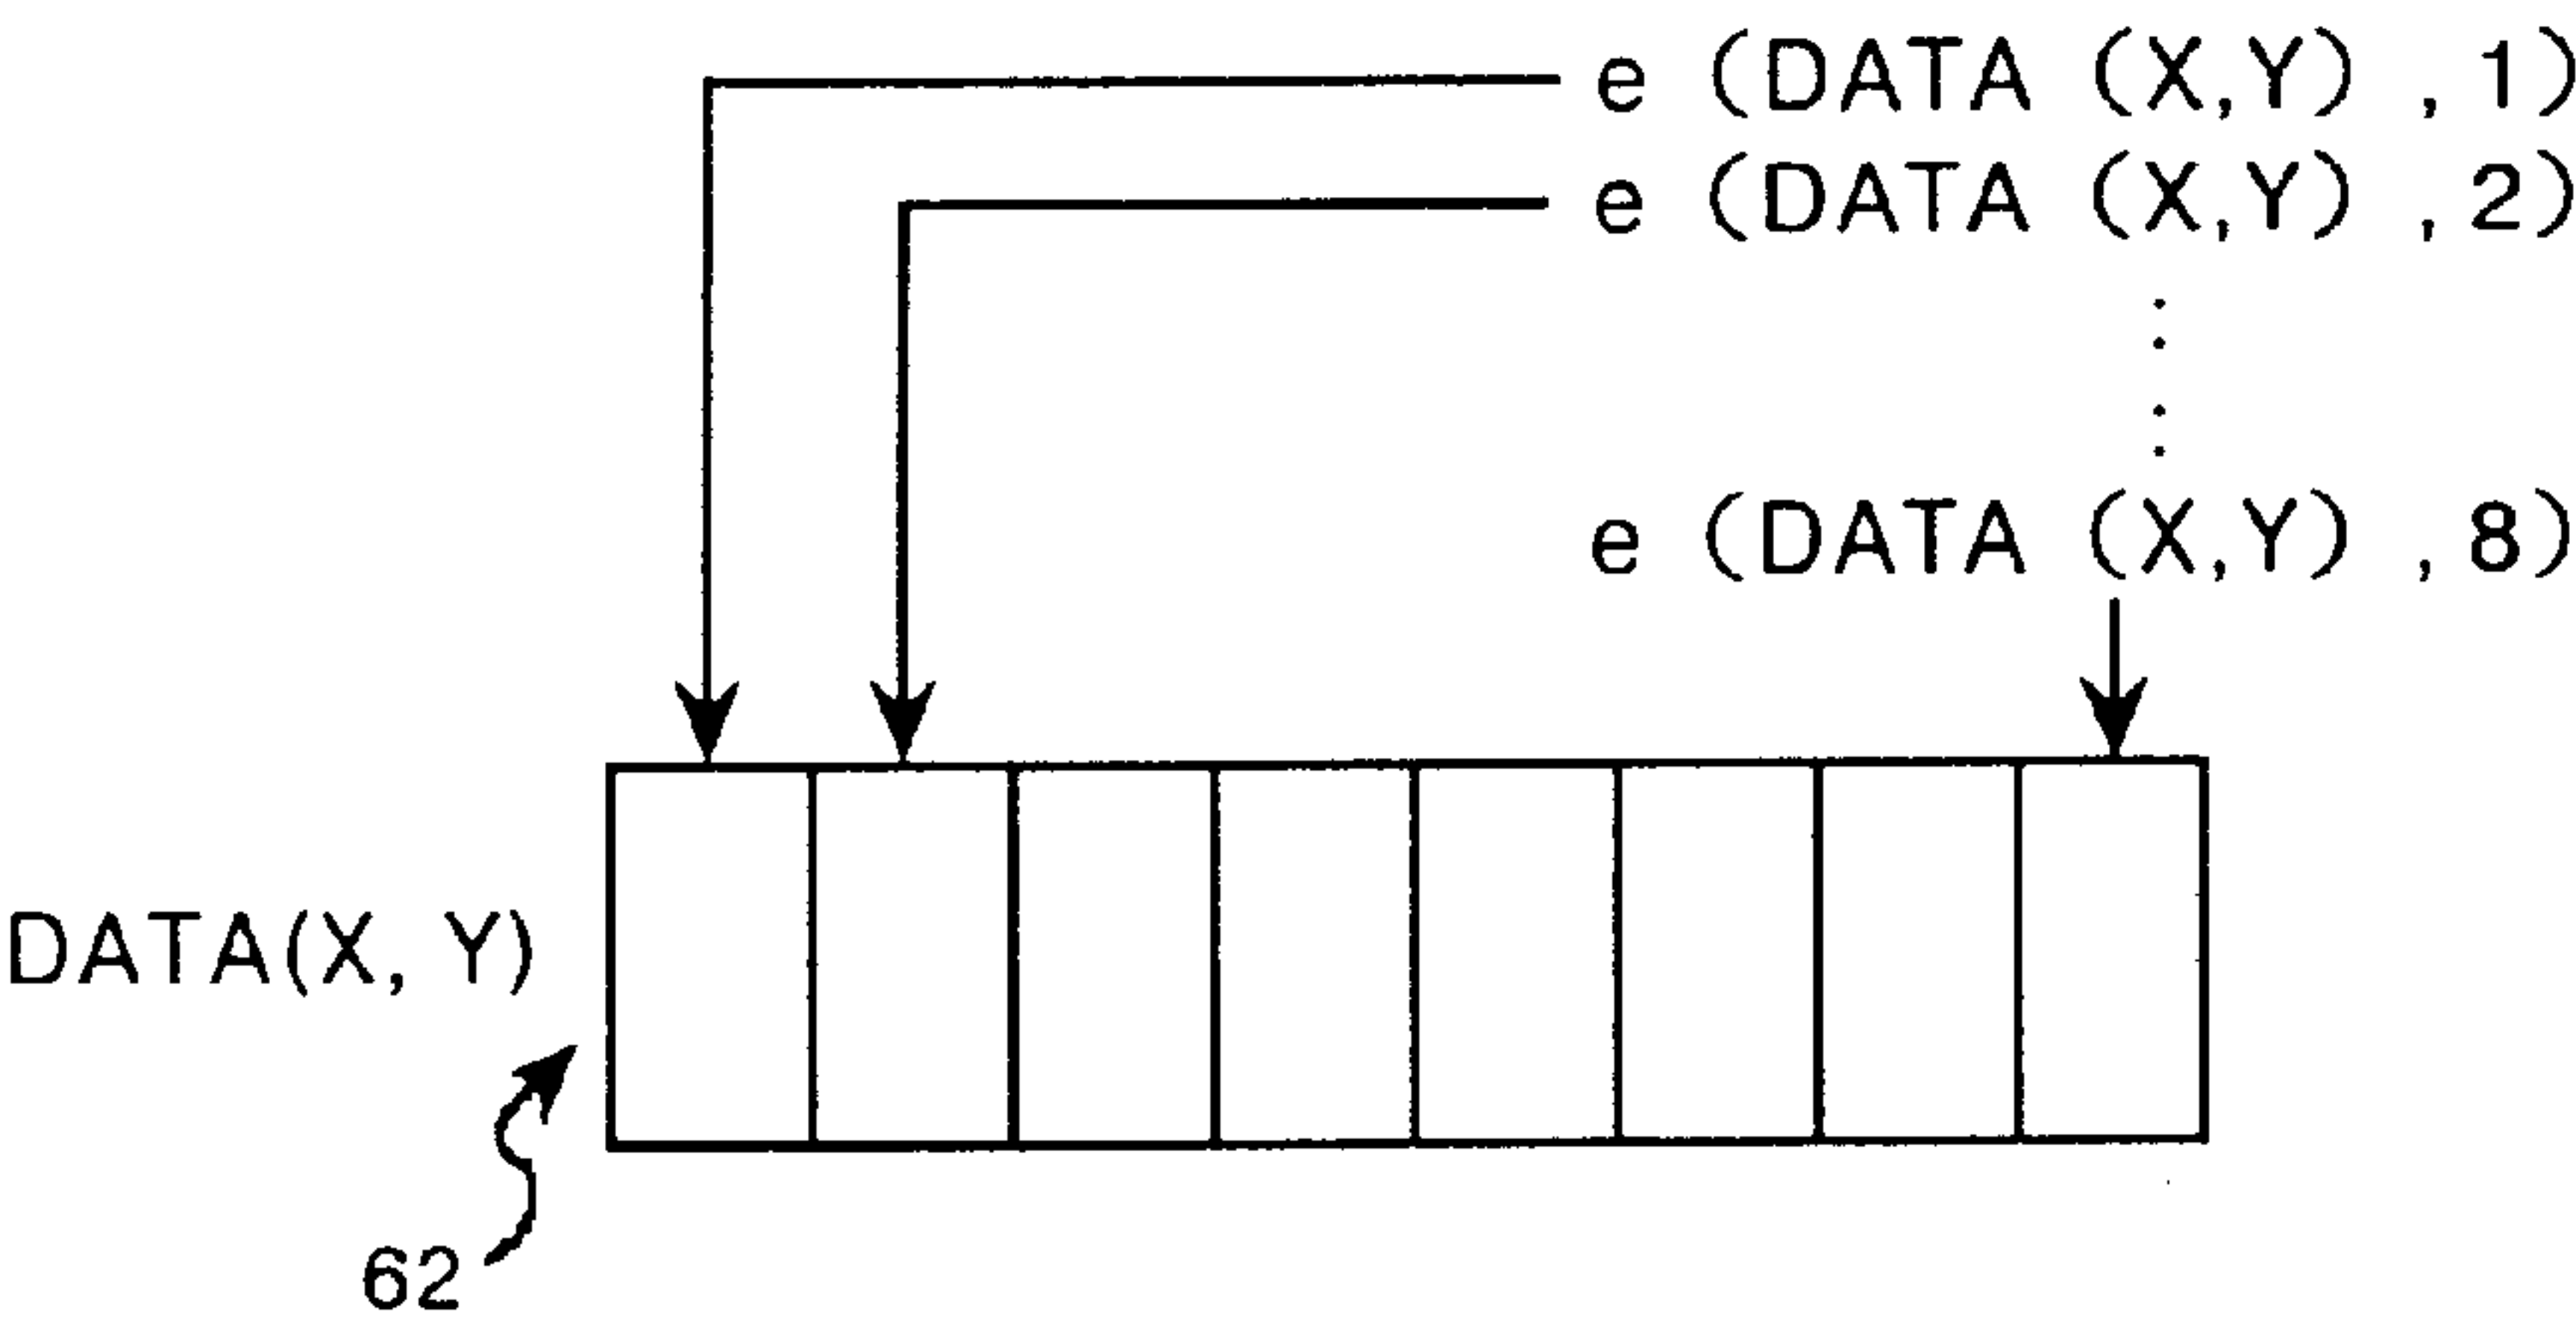 e (DATA (X,Y) ,1)
e (DATA (X,Y) ,2)
e (DATA (X,Y) ,8)
DATA(X, Y)
62